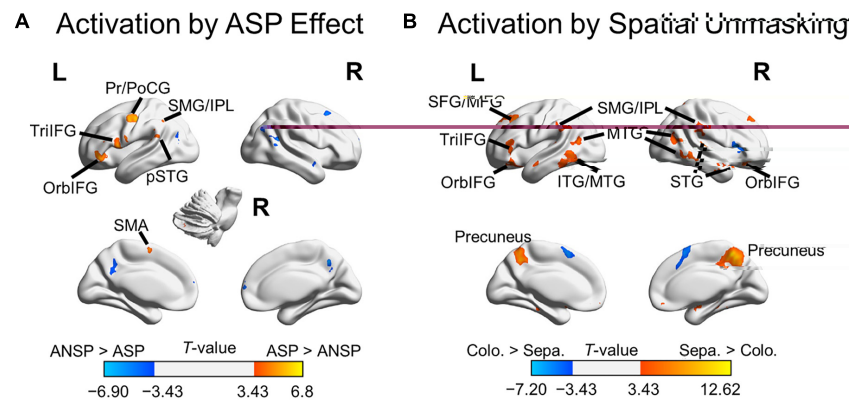 A Activation by ASP Effect
L
R
Pr/PoCG
SMG/IPL
TriIFG
OrbIFG
pSTG
R
SMA
ANSP > ASP T-value ASP > ANSP
−6.90 −3.43 3.43 6.8
B Activation by Spatial Unmasking
L
R
SFG/MFG
SMG/IPL
TriIFG
MTG
OrbIFG
ITG/MTG
STG
OrbIFG
Precuneus
Precuneus
Colo. > Sepa. T-value Sepa. > Colo.
−7.20 −3.43 3.43 12.62